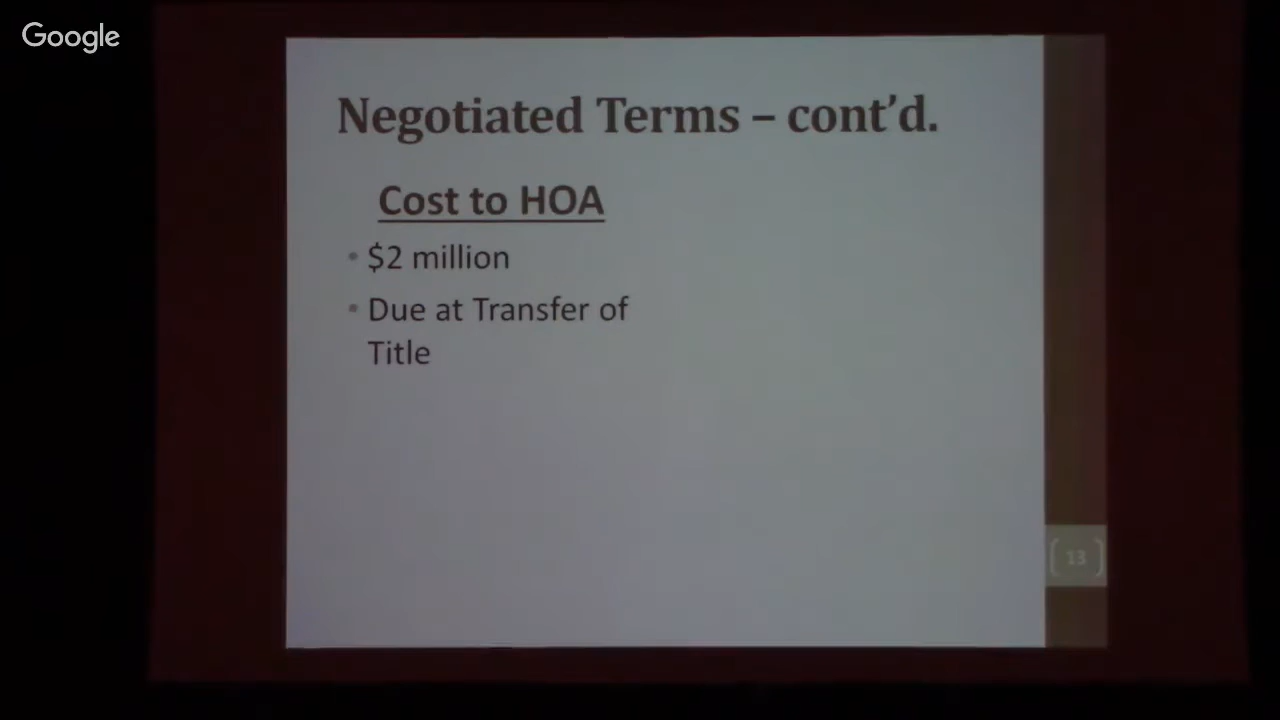 Google
Negotiated Terms – cont’d.
Cost to HOA
• $2 million
• Due at Transfer of
Title
13